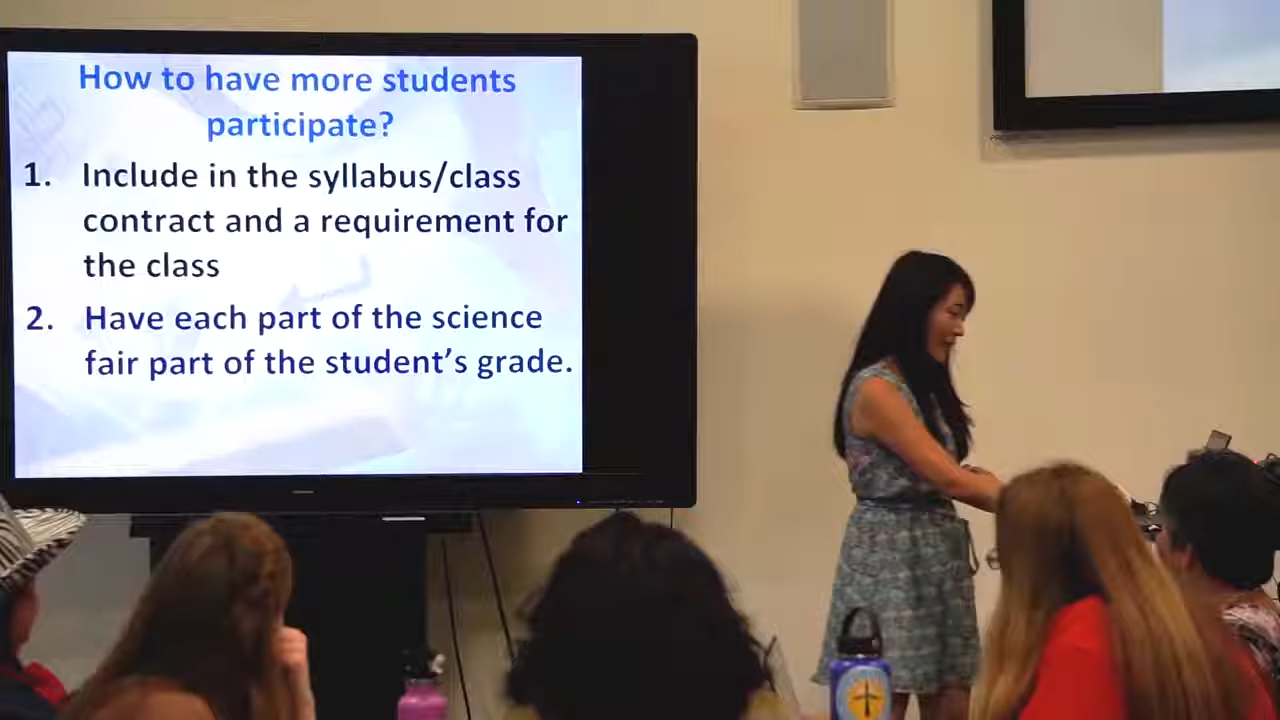 How to have more students
participate?
1. Include in the syllabus/class
contract and a requirement for
the class
2. Have each part of the science
fair part of the student’s grade.